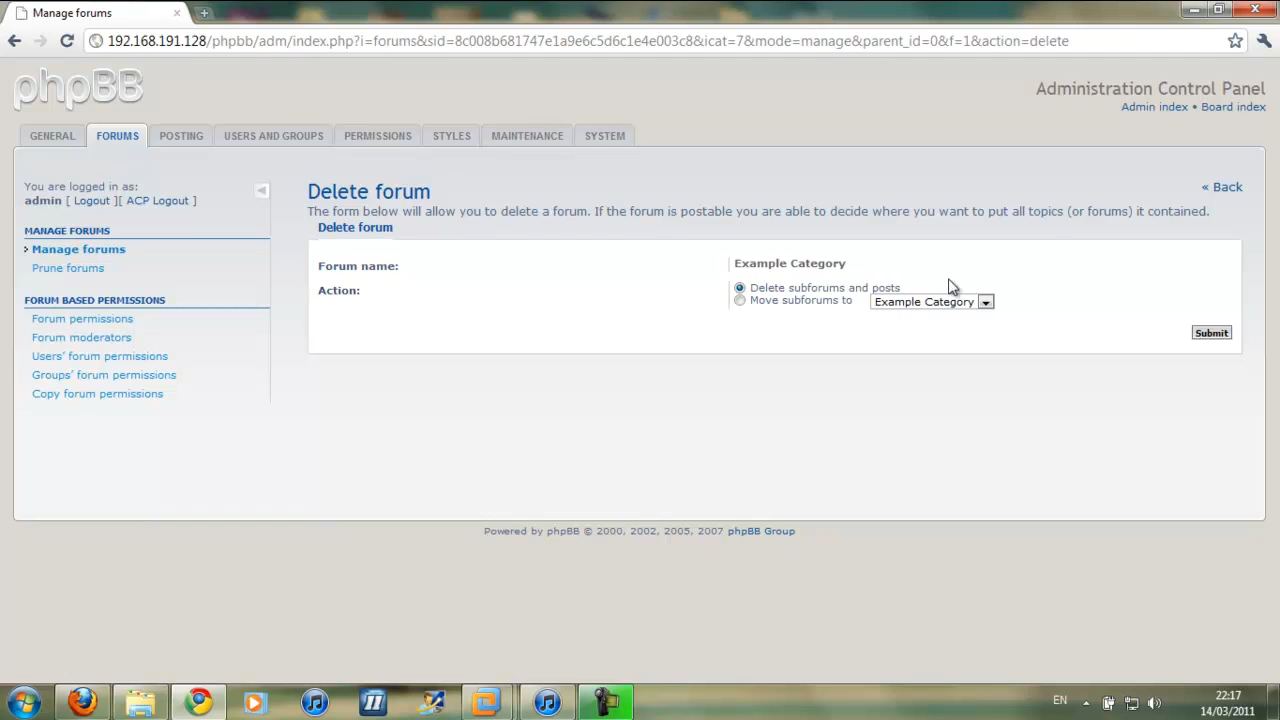 Manage forums
192.168.191.128/phpbb/adm/index.php?i=forums&sid=8c008b681747e1a9e6c5d6c1e4e003c8&icat=7&mode=manage&parent_id=0&f=1&action=delete
phpBB
Administration Control Panel
Admin index • Board index
GENERAL FORUMS POSTING USERS AND GROUPS PERMISSIONS STYLES MAINTENANCE SYSTEM
You are logged in as:
admin [ Logout ][ ACP Logout ]
MANAGE FORUMS
Manage forums
Prune forums
FORUM BASED PERMISSIONS
Forum permissions
Forum moderators
Users’ forum permissions
Groups’ forum permissions
Copy forum permissions
« Back
Delete forum
The form below will allow you to delete a forum. If the forum is postable you are able to decide where you want to put all topics (or forums) it contained.
Delete forum
Forum name: Example Category
Action: Delete subforums and posts
Move subforums to Example Category
Submit
Powered by phpBB © 2000, 2002, 2005, 2007 phpBB Group
EN
22:17
14/03/2011